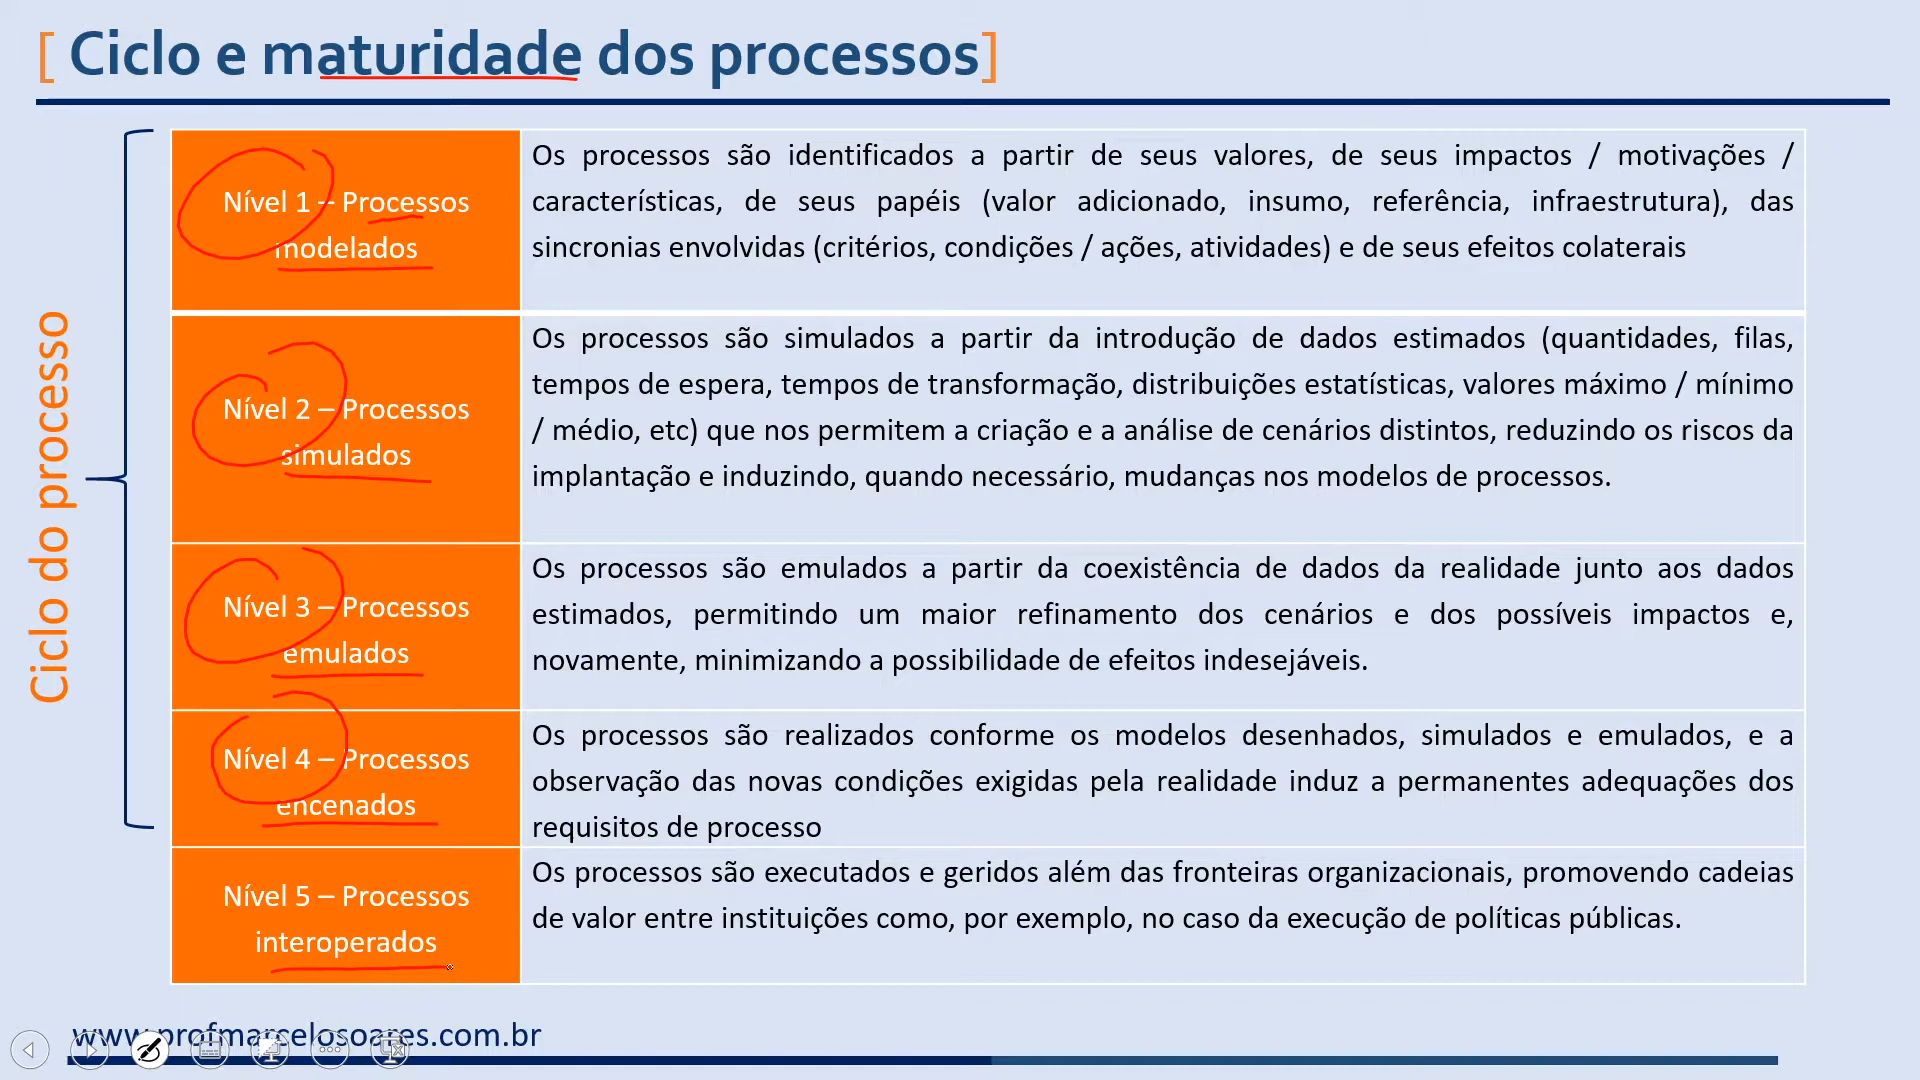 [ Ciclo e maturidade dos processos]
Ciclo do processo
Nível 1 – Processos
modelados
Os processos são identificados a partir de seus valores, de seus impactos / motivações /
características, de seus papéis (valor adicionado, insumo, referência, infraestrutura), das
sincronias envolvidas (critérios, condições / ações, atividades) e de seus efeitos colaterais
Nível 2 – Processos
simulados
Os processos são simulados a partir da introdução de dados estimados (quantidades, filas,
tempos de espera, tempos de transformação, distribuições estatísticas, valores máximo / mínimo
/ médio, etc) que nos permitem a criação e a análise de cenários distintos, reduzindo os riscos da
implantação e induzindo, quando necessário, mudanças nos modelos de processos.
Nível 3 – Processos
emulados
Os processos são emulados a partir da coexistência de dados da realidade junto aos dados
estimados, permitindo um maior refinamento dos cenários e dos possíveis impactos e,
novamente, minimizando a possibilidade de efeitos indesejáveis.
Nível 4 – Processos
encenados
Os processos são realizados conforme os modelos desenhados, simulados e emulados, e a
observação das novas condições exigidas pela realidade induz a permanentes adequações dos
requisitos de processo
Nível 5 – Processos
interoperados
Os processos são executados e geridos além das fronteiras organizacionais, promovendo cadeias
de valor entre instituições como, por exemplo, no caso da execução de políticas públicas.
www.profmarcelosoares.com.br